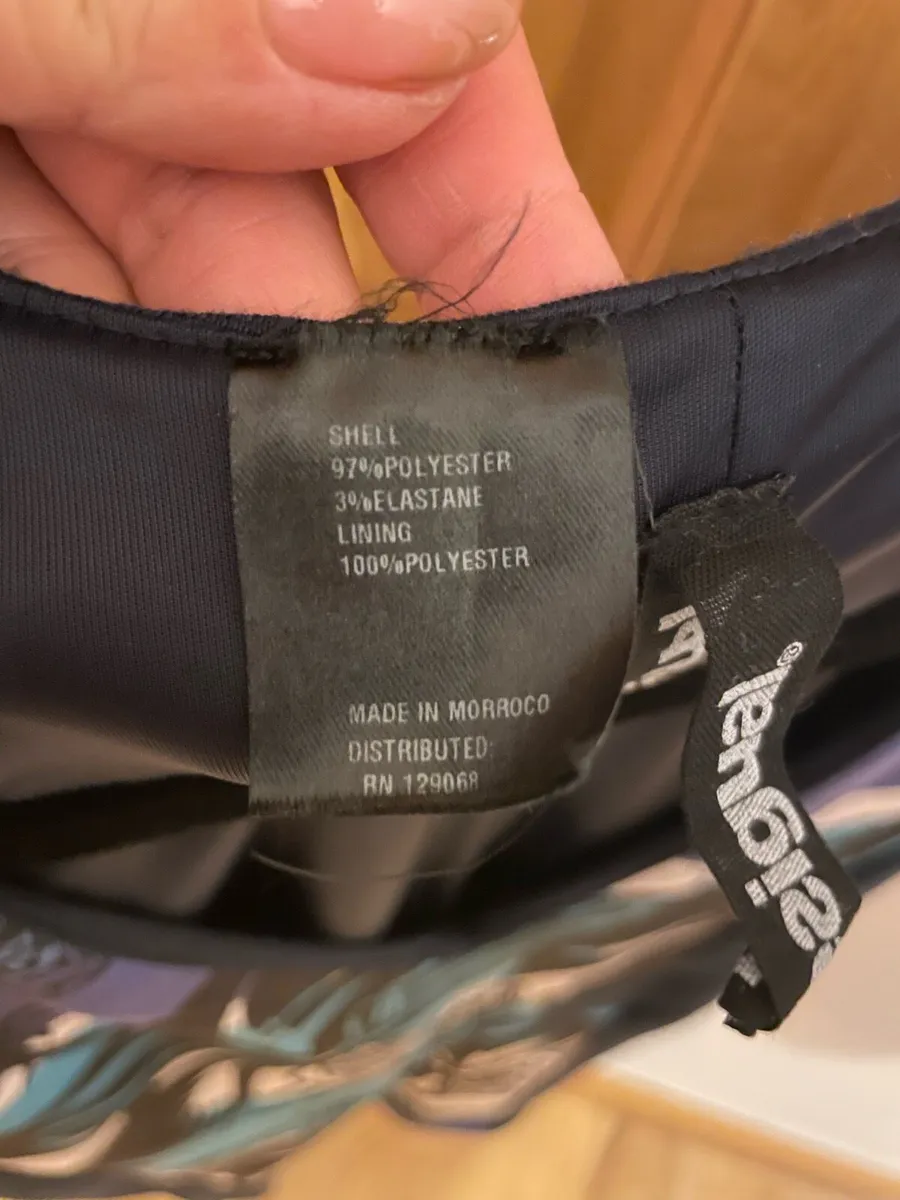 SHELL
97%POLYESTER
3%ELASTANE
LINING
100%POLYESTER
MADE IN MORROCO
DISTRIBUTED:
RN 129068